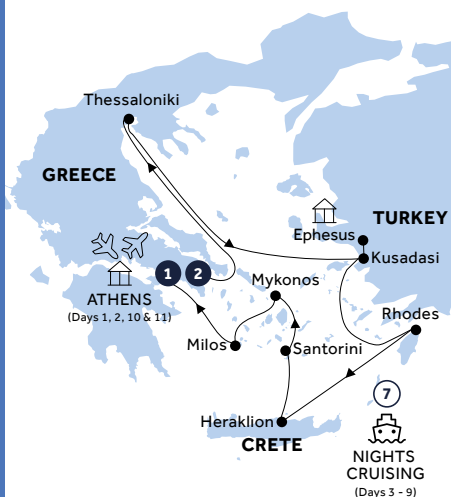 Thessaloniki
GREECE
Ephesus
TURKEY
Kusadasi
1
2
ATHENS
(Days 1, 2, 10 & 11)
Mykonos
Rhodes
Milos
Santorini
7
Heraklion
CRETE
NIGHTS
CRUISING
(Days 3 - 9)